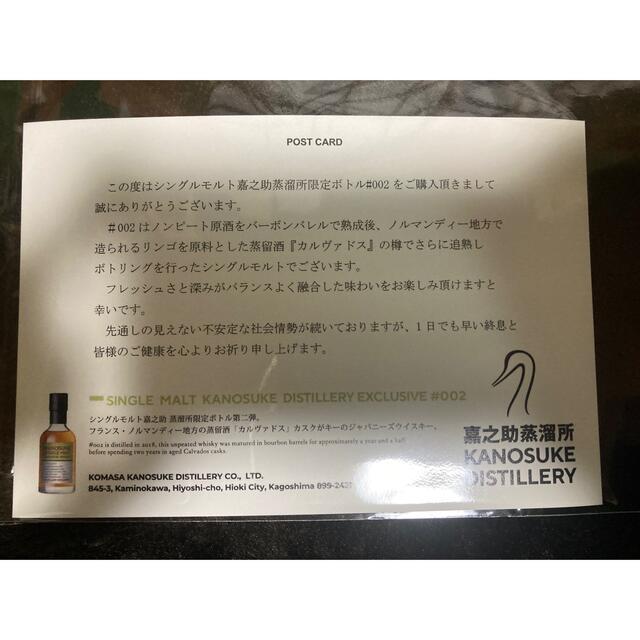 POST CARD
この度はシングルモルト嘉之助蒸溜所限定ボトル#002 をご購入頂きまして
誠にありがとうございます。
＃002 はノンピート原酒をバーボンバレルで熟成後、ノルマンディー地方で
造られるリンゴを原料とした蒸留酒『カルヴァドス』の樽でさらに追熟し
ボトリングを行ったシングルモルトでございます。
フレッシュさと深みがバランスよく融合した味わいをお楽しみ頂けますと
幸いです。
先通しの見えない不安定な社会情勢が続いておりますが、１日でも早い終息と
皆様のご健康を心よりお祈り申し上げます。
SINGLE MALT KANOSUKE DISTILLERY EXCLUSIVE #002
シングルモルト嘉之助 蒸溜所限定ボトル第二弾。
フランス・ノルマンディー地方の蒸留酒「カルヴァドス」カスクがキーのジャパニーズウイスキー。
#002 is distilled in 2018, this unpeated whisky was matured in bourbon barrels for approximately a year and a half
before spending two years in aged Calvados casks.
KOMASA KANOSUKE DISTILLERY CO., LTD.
845-3, Kaminokawa, Hiyoshi-cho, Hioki City, Kagoshima 899-2421
嘉之助蒸溜所
KANOSUKE
DISTILLERY